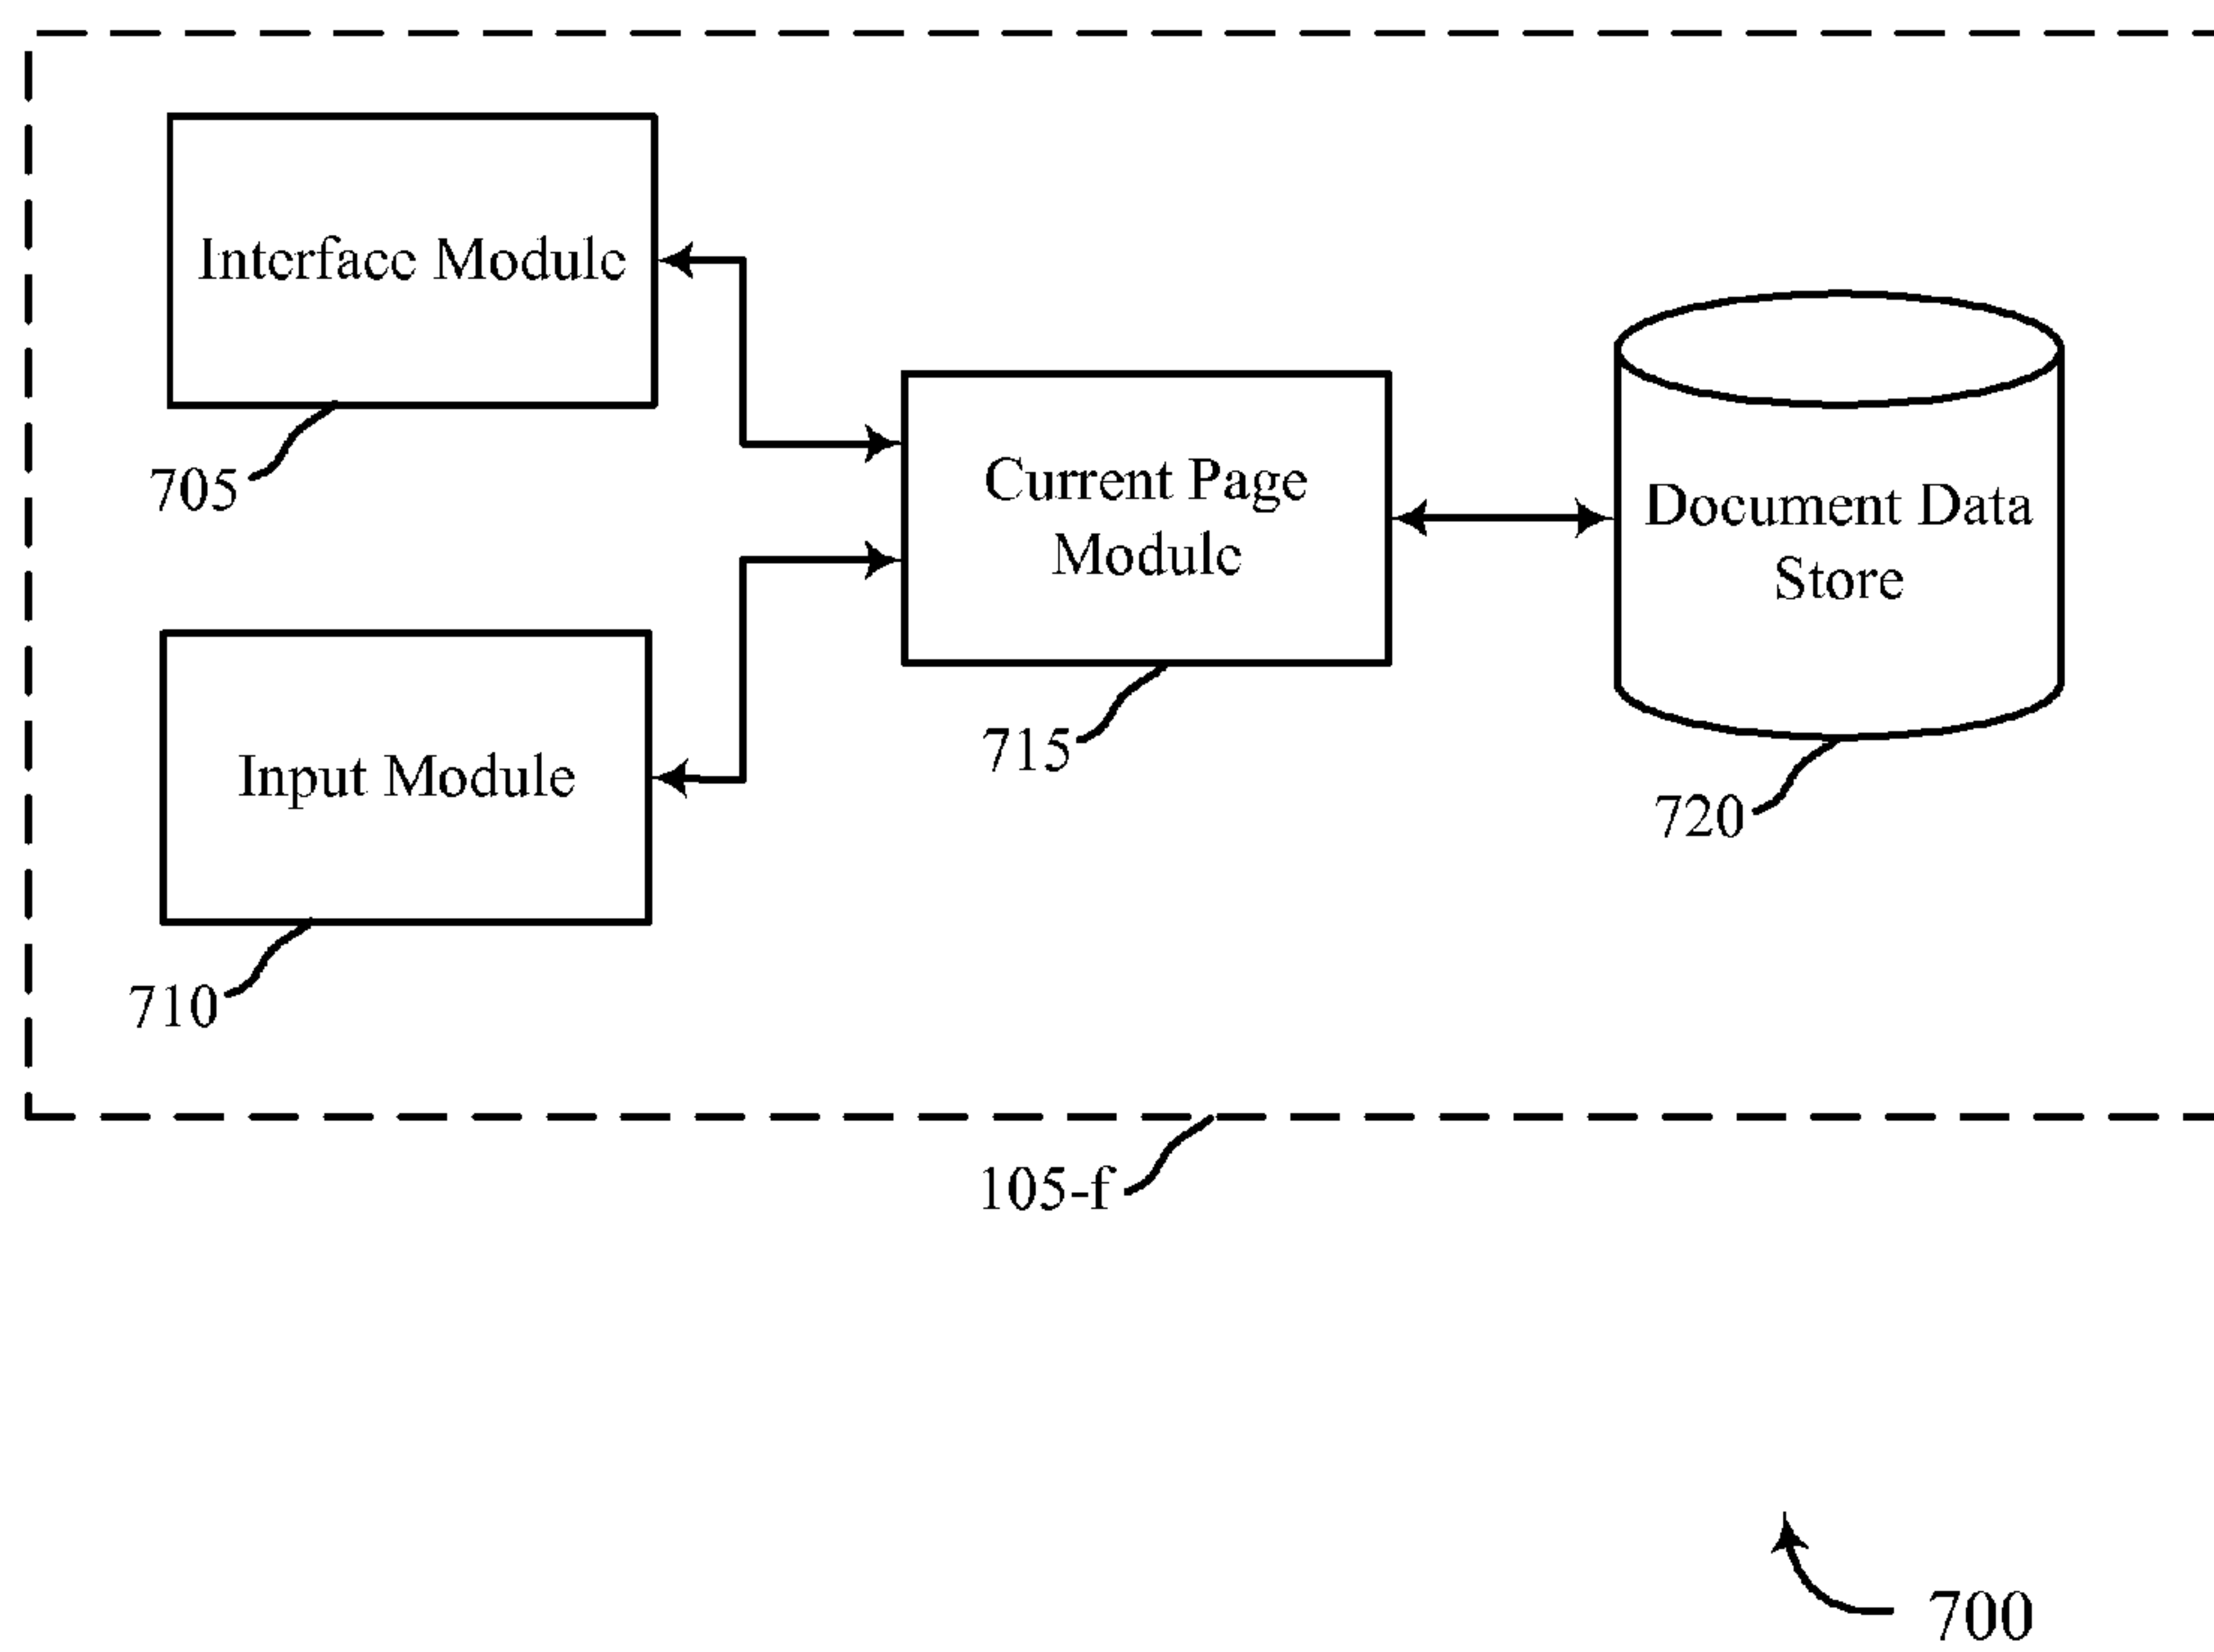 Interface Module
705
Current Page
Module
715
Document Data
Store
720
Input Module
710
105-f
700